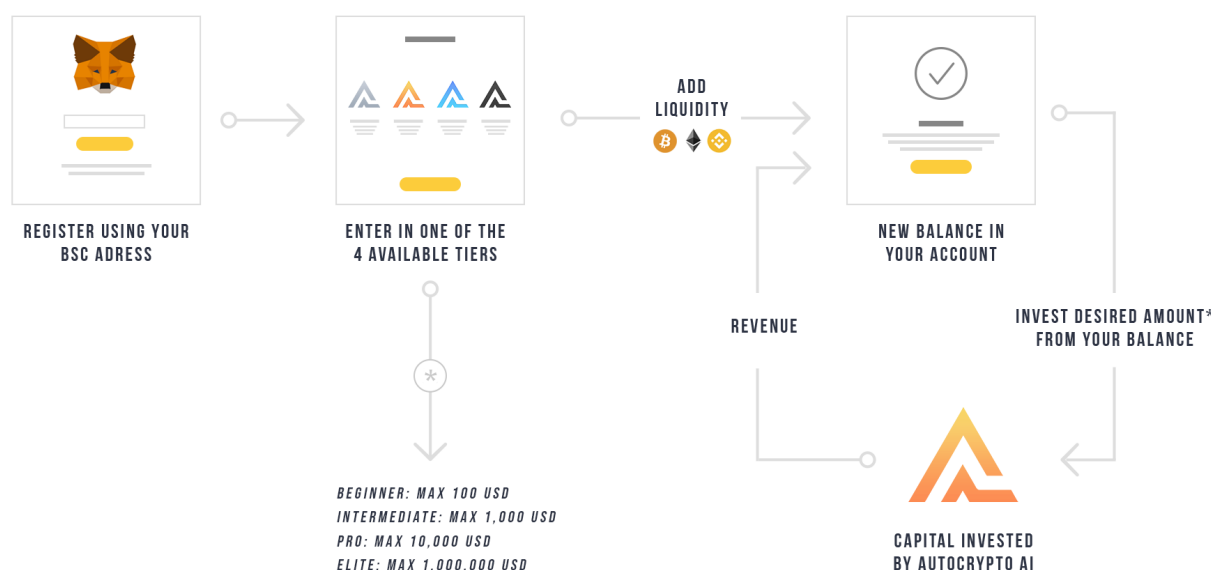 REGISTER USING YOUR
BSC ADRESS
ENTER IN ONE OF THE
4 AVAILABLE TIERS
ADD
LIQUIDITY
NEW BALANCE IN
YOUR ACCOUNT
REVENUE
INVEST DESIRED AMOUNT*
FROM YOUR BALANCE
*
BEGINNER: MAX 100 USD
INTERMEDIATE: MAX 1,000 USD
PRO: MAX 10,000 USD
ELITE: MAX 1,000,000 USD
CAPITAL INVESTED
BY AUTOCRYPTO AI